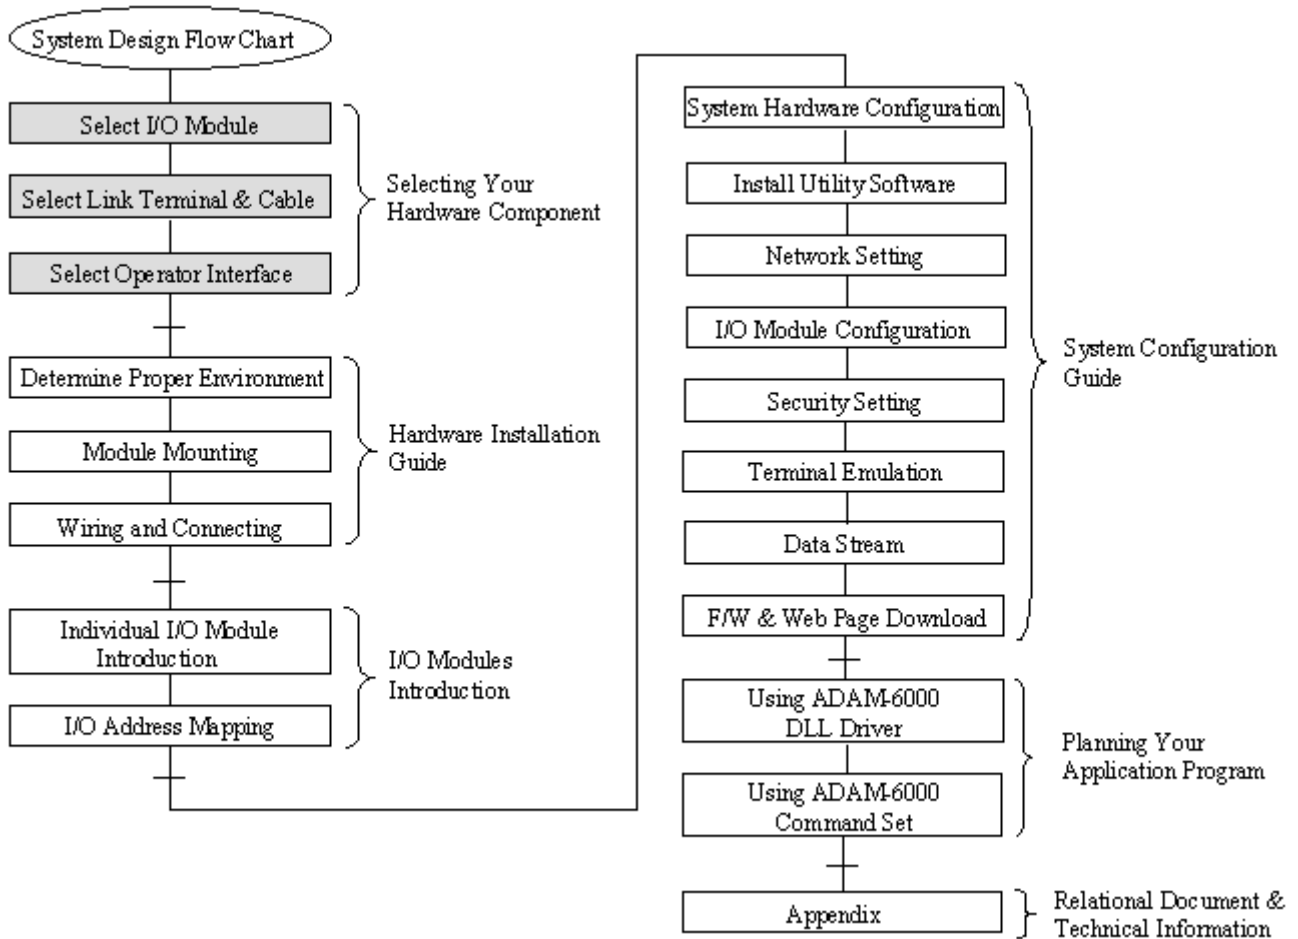 System Design Flow Chart
Select I/O Module
Select Link Terminal & Cable
Select Operator Interface
Selecting Your
Hardware Component
Determine Proper Environment
Module Mounting
Wiring and Connecting
Hardware Installation
Guide
Individual I/O Module
Introduction
I/O Address Mapping
I/O Modules
Introduction
System Hardware Configuration
Install Utility Software
Network Setting
I/O Module Configuration
Security Setting
Terminal Emulation
Data Stream
F/W & Web Page Download
System Configuration
Guide
Using ADAM-6000
DLL Driver
Using ADAM-6000
Command Set
Planning Your
Application Program
Appendix
Relational Document &
Technical Information